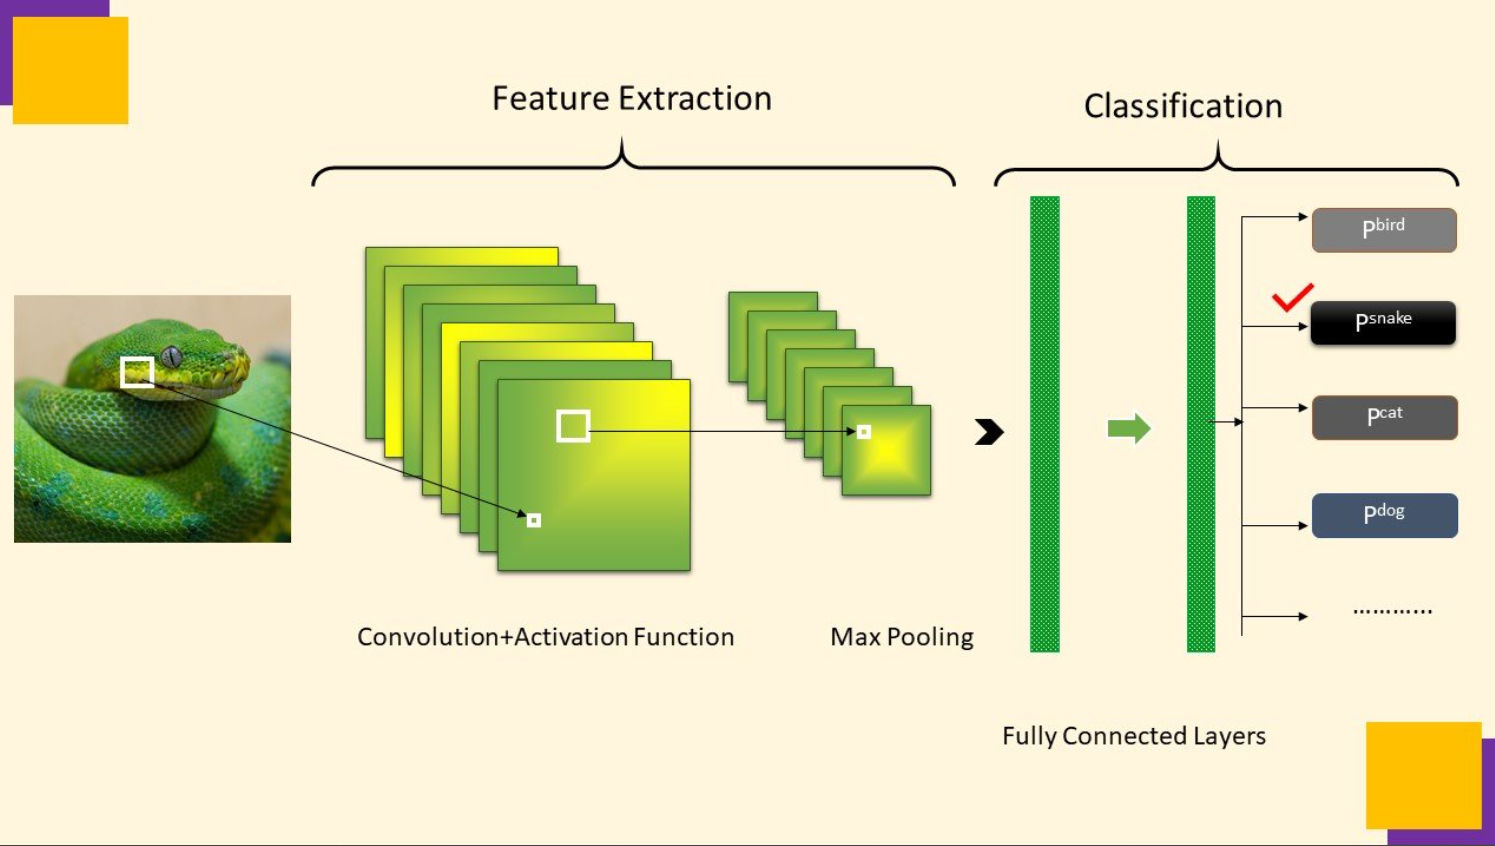 Feature Extraction
Classification
Pbird
Psnake
Pcat
Pdog
............
Convolution+Activation Function
Max Pooling
Fully Connected Layers